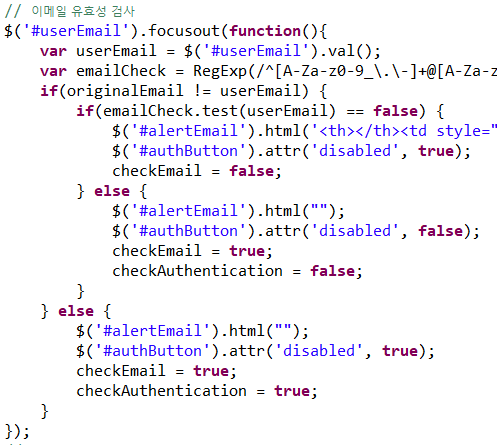 // 이메일 유효성 검사
$('#userEmail').focusout(function(){
    var userEmail = $('#userEmail').val();
    var emailCheck = RegExp(/^[A-Za-z0-9_\.\-]+@[A-Za-z
    if(originalEmail != userEmail) {
        if(emailCheck.test(userEmail) == false) {
            $('#alertEmail').html('<th></th><td style="
            $('#authButton').attr('disabled', true);
            checkEmail = false;
        } else {
            $('#alertEmail').html("");
            $('#authButton').attr('disabled', false);
            checkEmail = true;
            checkAuthentication = false;
        }
    } else {
        $('#alertEmail').html("");
        $('#authButton').attr('disabled', true);
        checkEmail = true;
        checkAuthentication = true;
    }
});